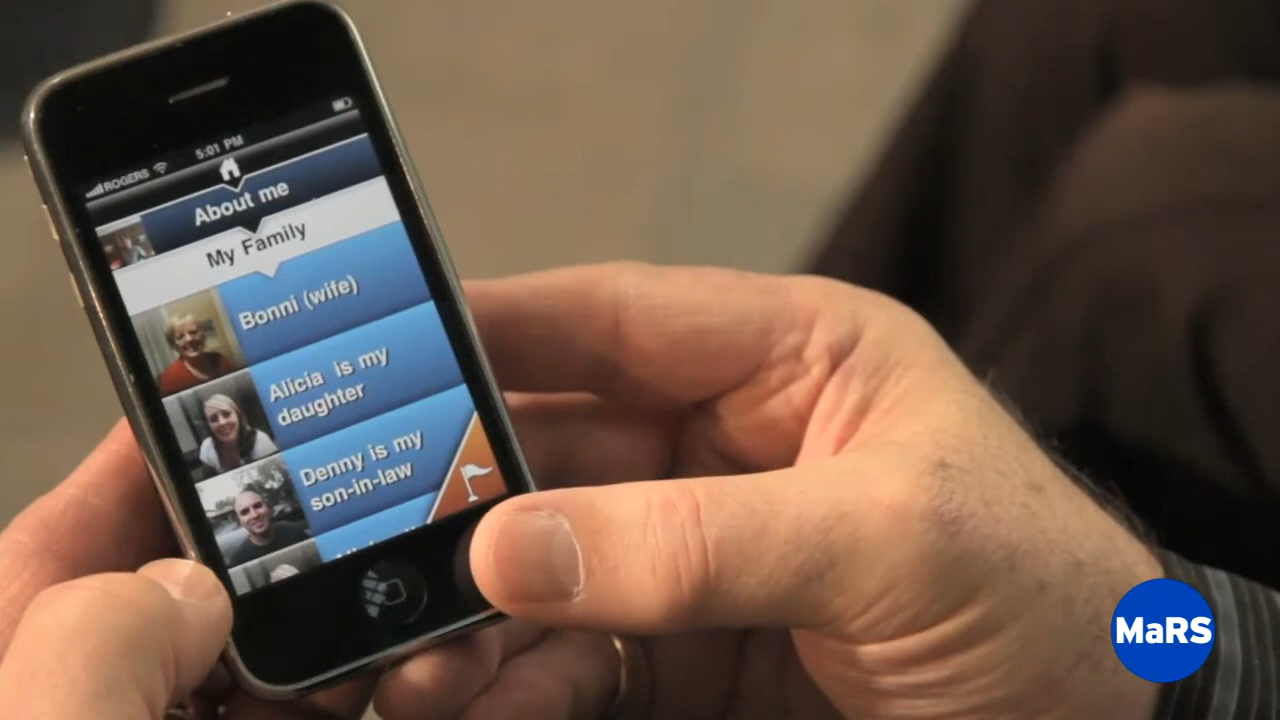 ROGERS
5:01 PM
About me
My Family
Bonni (wife)
Alicia is my
daughter
Denny is my
son-in-law
MaRS